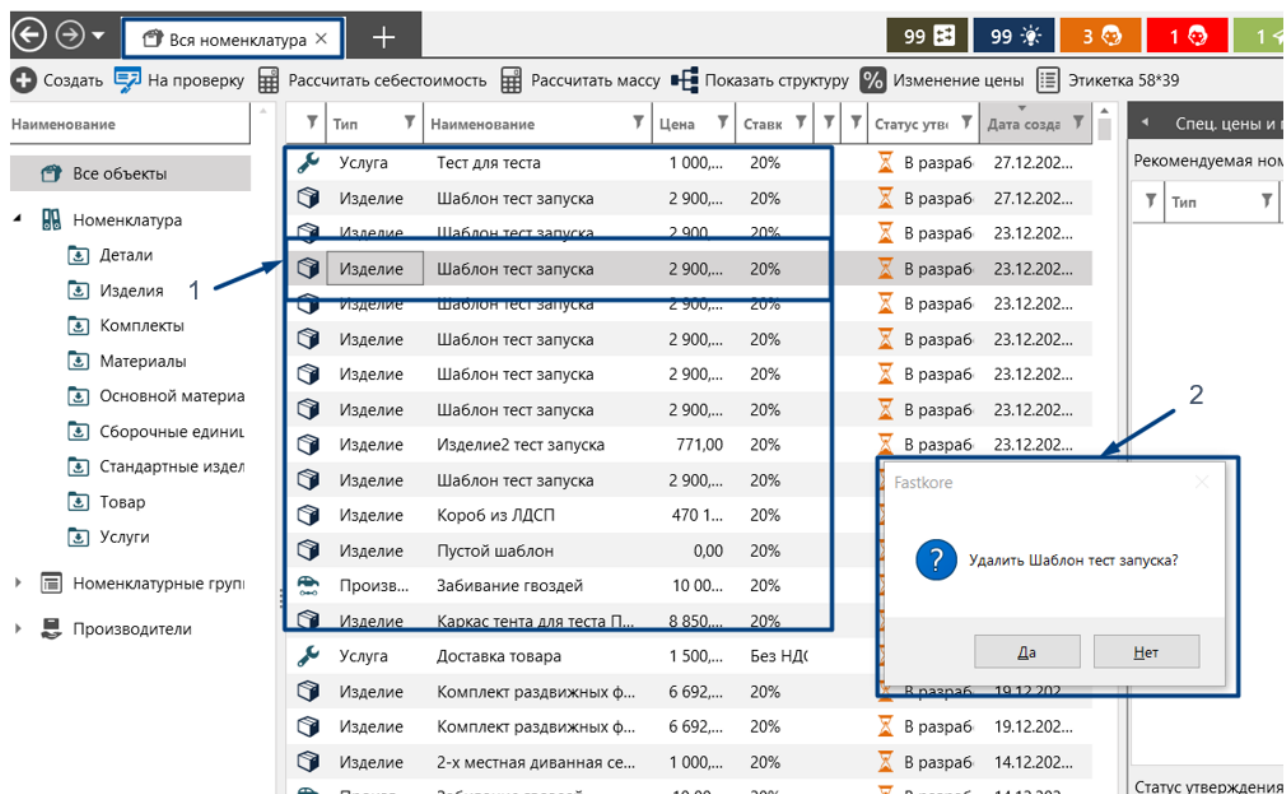 Вся номенклатура ×
99
99
3
1
1
Создать На проверку Рассчитать себестоимость Рассчитать массу Показать структуру % Изменение цены Этикетка 58*39
Наименование
Все объекты
Номенклатура
Детали
Изделия
Комплекты
Материалы
Основной материа
Сборочные единиц
Стандартные издел
Товар
Услуги
Номенклатурные групп
Производители
1
Тип Наименование Цена Ставк Статус утв Дата созда
Услуга Тест для теста 1 000,... 20% В разраб 27.12.202...
Изделие Шаблон тест запуска 2 900,... 20% В разраб 27.12.202...
Изделие Шаблон тест запуска 2 900 20% В разраб 23.12.202...
Изделие Шаблон тест запуска 2 900,... 20% В разраб 23.12.202...
Изделие Шаблон тест запуска 2 900,... 20% В разраб 23.12.202...
Изделие Шаблон тест запуска 2 900,... 20% В разраб 23.12.202...
Изделие Шаблон тест запуска 2 900,... 20% В разраб 23.12.202...
Изделие Шаблон тест запуска 2 900,... 20% В разраб 23.12.202...
Изделие Изделие2 тест запуска 771,00 20% В разраб 23.12.202...
Изделие Шаблон тест запуска 2 900,... 20%
Изделие Короб из ЛДСП 470 1... 20%
Изделие Пустой шаблон 0,00 20%
Произв... Забивание гвоздей 10 00... 20%
Изделие Каркас тента для теста П... 8 850,... 20%
Услуга Доставка товара 1 500,... Без НДС
Изделие Комплект раздвижных ф... 6 692,... 20% В разраб 19.12.202
Изделие Комплект раздвижных ф... 6 692,... 20% В разраб 19.12.202...
Изделие 2-х местная диванная се... 1 000,... 20% В разраб 14.12.202...
Спец. цены и
Рекомендуемая ном
Тип
2
Fastkore
Удалить Шаблон тест запуска?
Да Нет
Статус утверждения